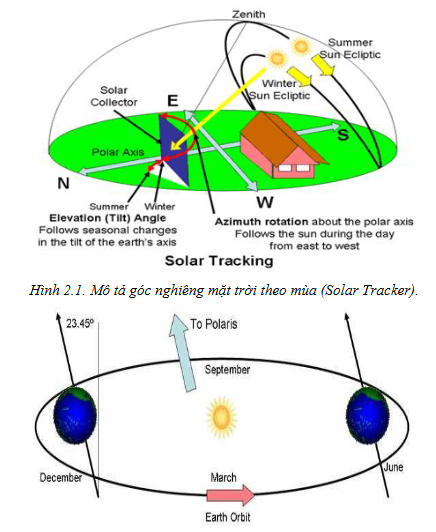 Zenith
Summer
Sun Ecliptic
Winter
Sun Ecliptic
Solar
Collector
E
Polar Axis
S
N
W
Summer Winter
Elevation (Tilt) Angle
Follows seasonal changes
in the tilt of the earth's axis
Azimuth rotation about the polar axis
Follows the sun during the day
from east to west
Solar Tracking
Hình 2.1. Mô tả góc nghiêng mặt trời theo mùa (Solar Tracker).
23.45º
To Polaris
September
December
March
June
Earth Orbit